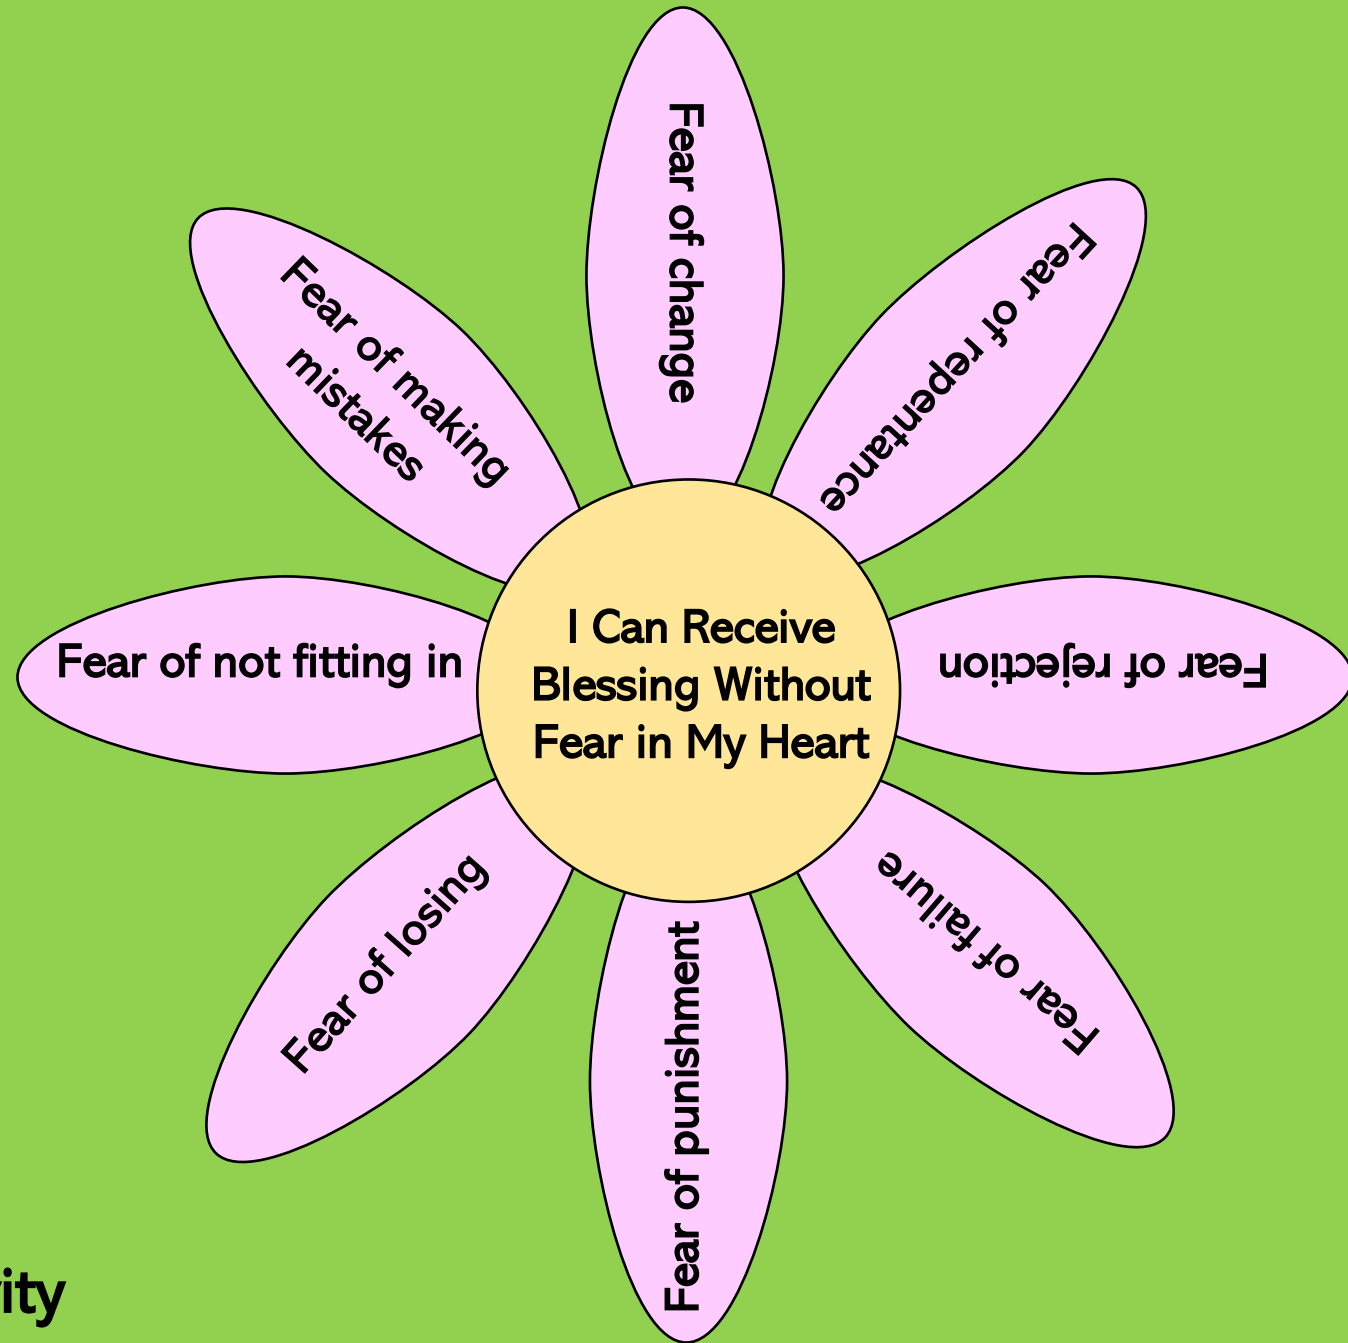 Fear of change
Fear of repentance
Fear of rejection
Fear of failure
Fear of punishment
Fear of losing
Fear of not fitting in
Fear of making
mistakes
I Can Receive
Blessing Without
Fear in My Heart
ity